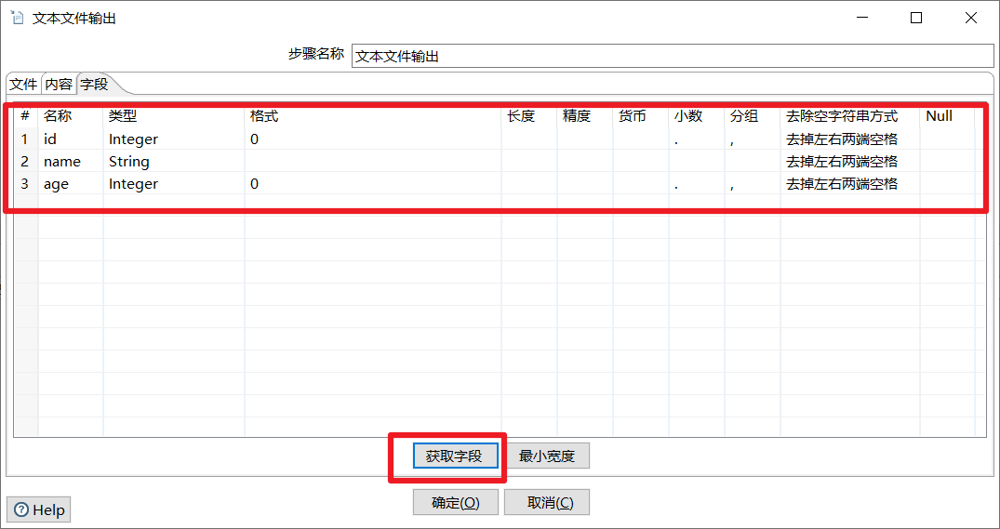 文本文件输出
步骤名称 文本文件输出
文件 内容 字段
# 名称 类型 格式 长度 精度 货币 小数 分组 去除空字符串方式 Null
1 id Integer 0 . , 去掉左右两端空格
2 name String 去掉左右两端空格
3 age Integer 0 . , 去掉左右两端空格
获取字段 最小宽度
确定(O) 取消(C)
Help